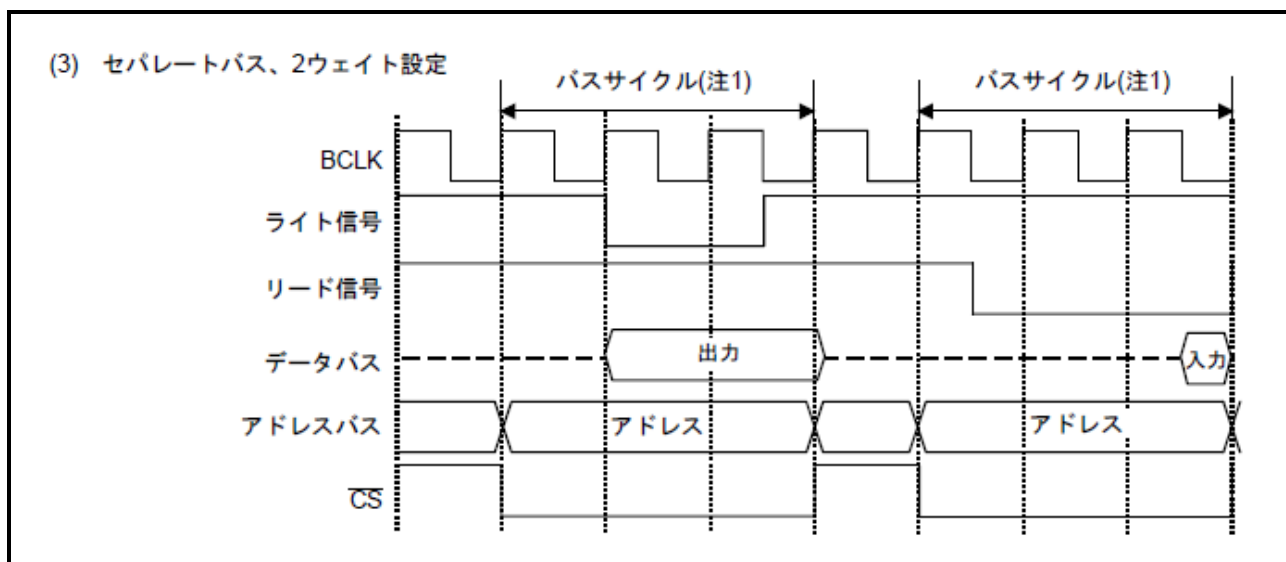 (3) セパレートバス、2ウェイト設定
バスサイクル(注1) バスサイクル(注1)
BCLK
ライト信号
リード信号
データバス 出力 入力
アドレスバス アドレス アドレス
CS